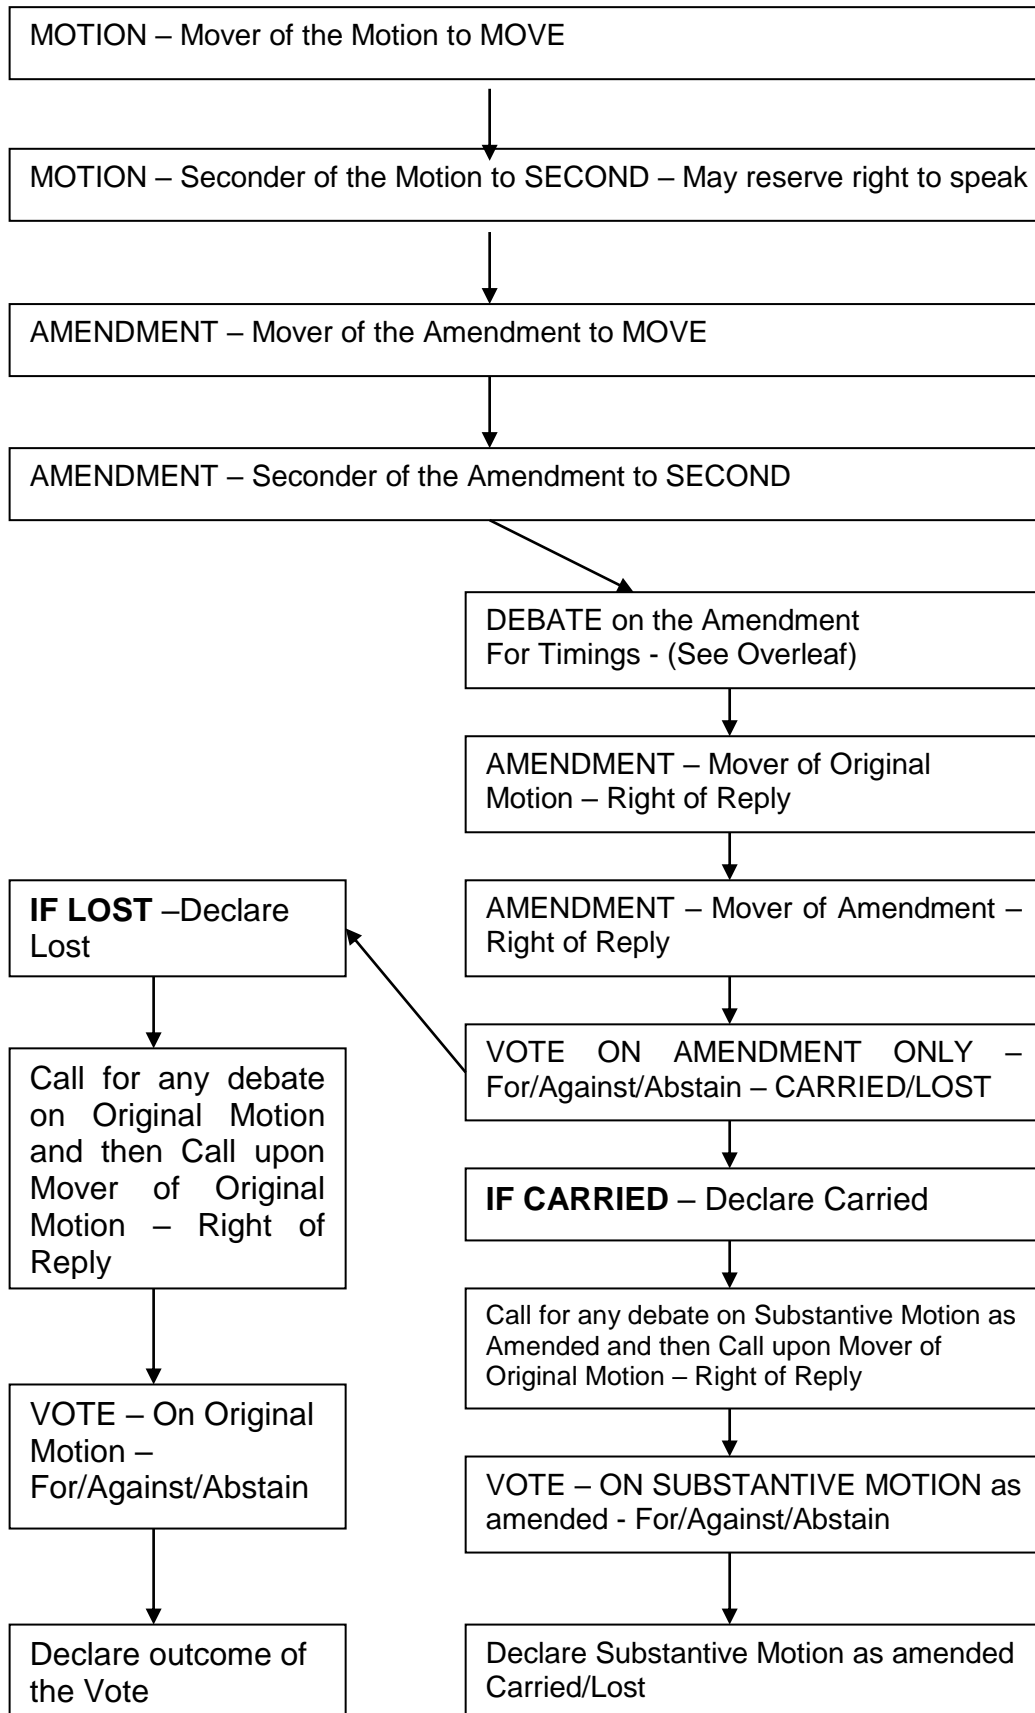 MOTION – Mover of the Motion to MOVE
MOTION – Seconder of the Motion to SECOND – May reserve right to speak
AMENDMENT – Mover of the Amendment to MOVE
AMENDMENT – Seconder of the Amendment to SECOND
DEBATE on the Amendment
For Timings - (See Overleaf)
AMENDMENT – Mover of Original
Motion – Right of Reply
AMENDMENT – Mover of Amendment –
Right of Reply
VOTE ON AMENDMENT ONLY –
For/Against/Abstain – CARRIED/LOST
IF LOST –Declare
Lost
Call for any debate
on Original Motion
and then Call upon
Mover of Original
Motion – Right of
Reply
VOTE – On Original
Motion –
For/Against/Abstain
Declare outcome of
the Vote
IF CARRIED – Declare Carried
Call for any debate on Substantive Motion as
Amended and then Call upon Mover of
Original Motion – Right of Reply
VOTE – ON SUBSTANTIVE MOTION as
amended - For/Against/Abstain
Declare Substantive Motion as amended
Carried/Lost